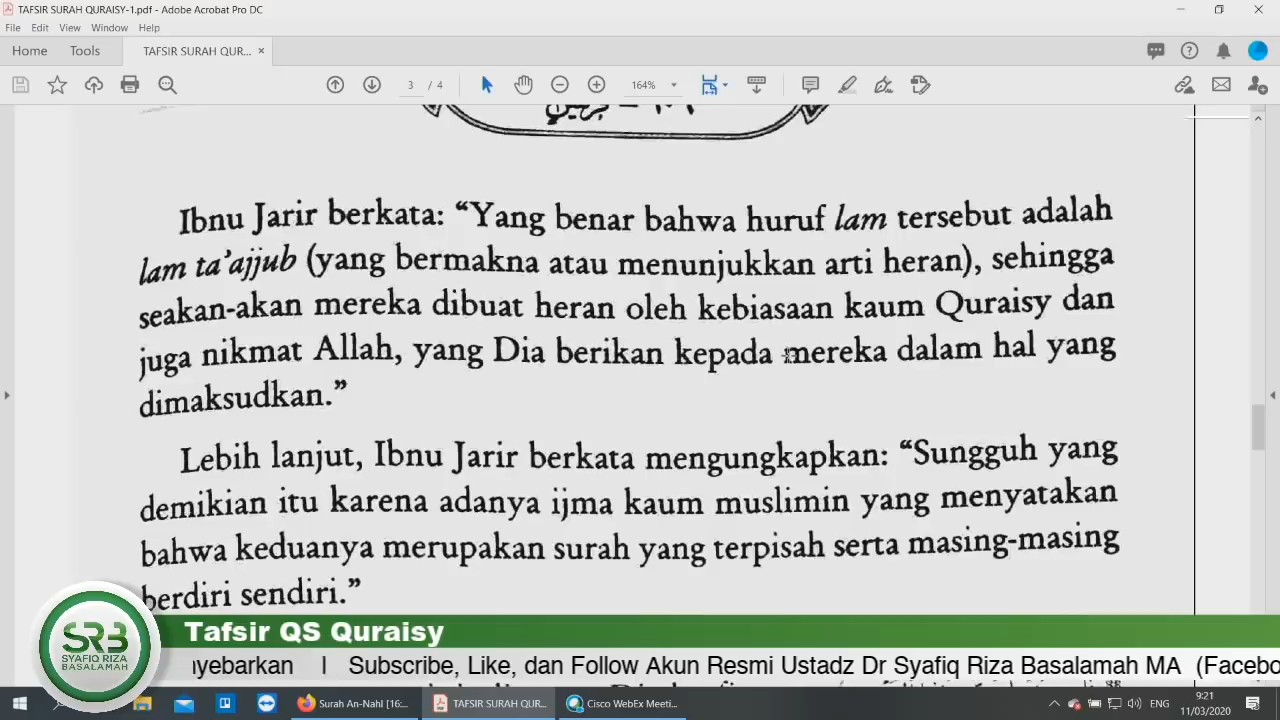 TAFSIR SURAH QURAISY-1.pdf - Adobe Acrobat Pro DC
File Edit View Window Help
Home Tools TAFSIR SURAH QUR... ×
3 / 4 164%
Ibnu Jarir berkata: “Yang benar bahwa huruf lam tersebut adalah
lam ta’ajjub (yang bermakna atau menunjukkan arti heran), sehingga
seakan-akan mereka dibuat heran oleh kebiasaan kaum Quraisy dan
juga nikmat Allah, yang Dia berikan kepada mereka dalam hal yang
dimaksudkan.”
Lebih lanjut, Ibnu Jarir berkata mengungkapkan: “Sungguh yang
demikian itu karena adanya ijma kaum muslimin yang menyatakan
bahwa keduanya merupakan surah yang terpisah serta masing-masing
berdiri sendiri.”
SRB
SYAFIQ RIZA
BASALAMAH
Tafsir QS Quraisy
nyebarkan I Subscribe, Like, dan Follow Akun Resmi Ustadz Dr Syafiq Riza Basalamah MA (Facebo
Surah An-Nahl [16:... TAFSIR SURAH QUR... Cisco WebEx Meeti... ENG
9:21
11/03/2020